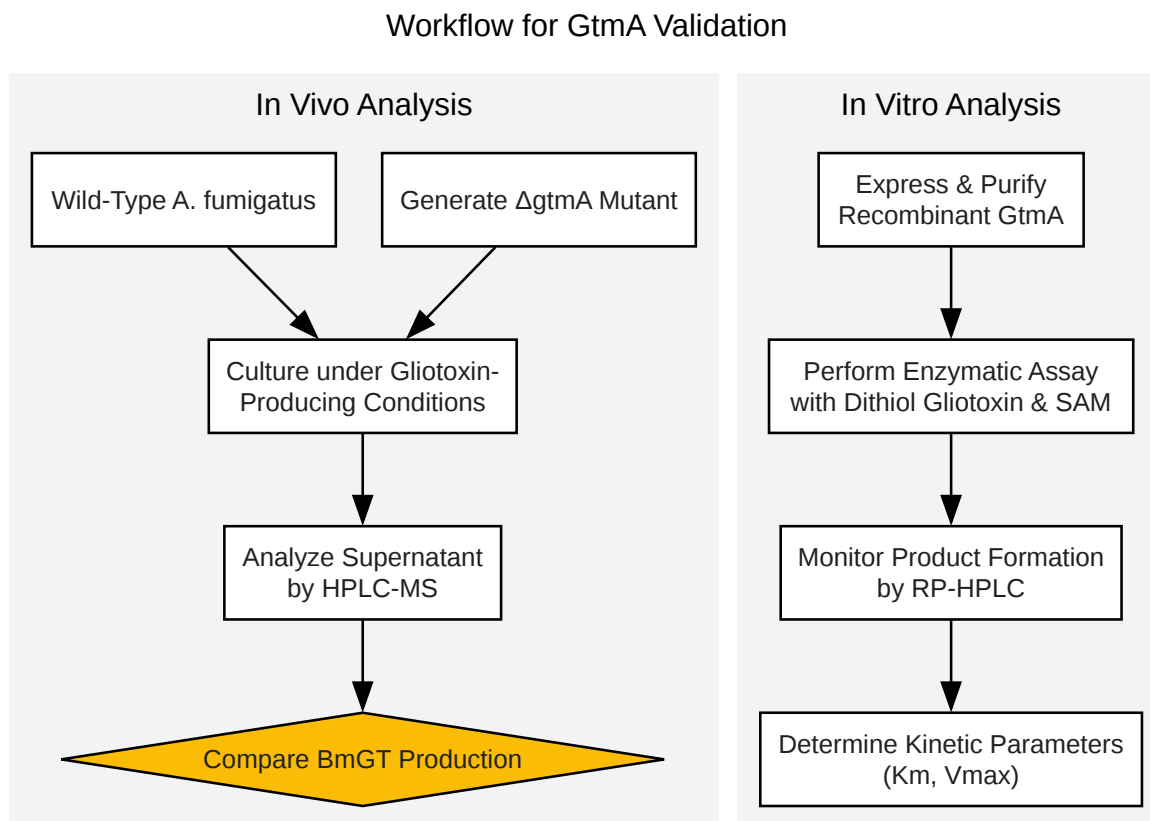 Workflow for GtmA Validation
In Vivo Analysis
Wild-Type A. fumigatus
Generate ΔgtmA Mutant
Culture under Gliotoxin-
Producing Conditions
Analyze Supernatant
by HPLC-MS
Compare BmGT Production
In Vitro Analysis
Express & Purify
Recombinant GtmA
Perform Enzymatic Assay
with Dithiol Gliotoxin & SAM
Monitor Product Formation
by RP-HPLC
Determine Kinetic Parameters
(Km, Vmax)